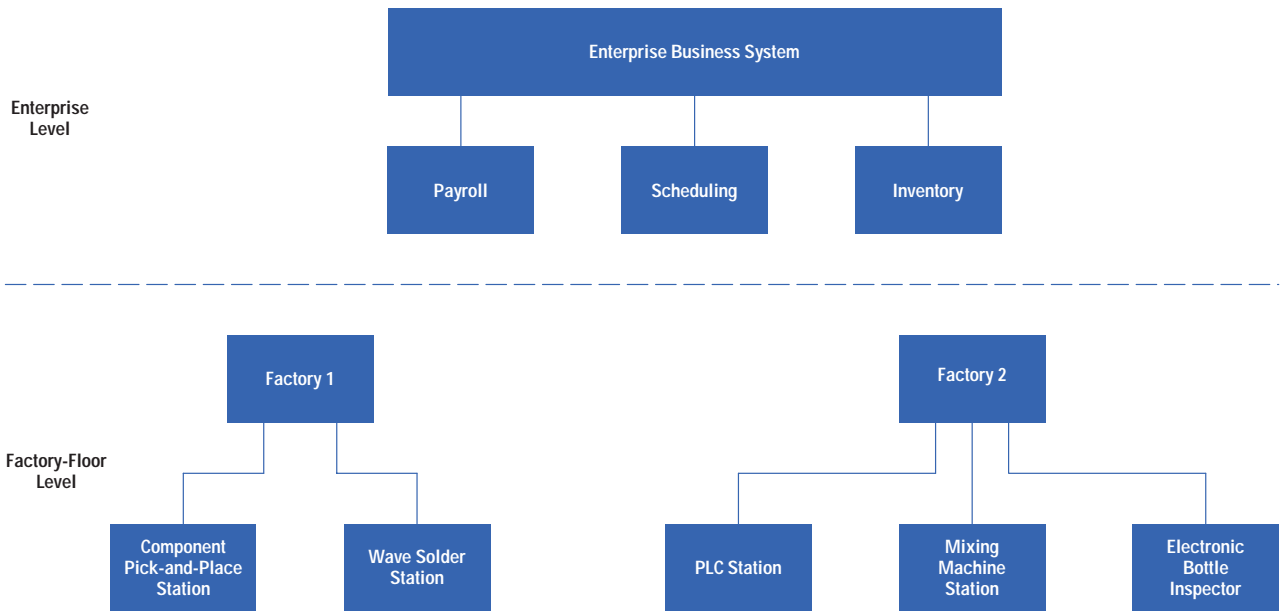 Enterprise Business System
Enterprise
Level
Payroll
Scheduling
Inventory
Factory 1
Factory 2
Factory-Floor
Level
Component
Pick-and-Place
Station
Wave Solder
Station
PLC Station
Mixing
Machine
Station
Electronic
Bottle
Inspector